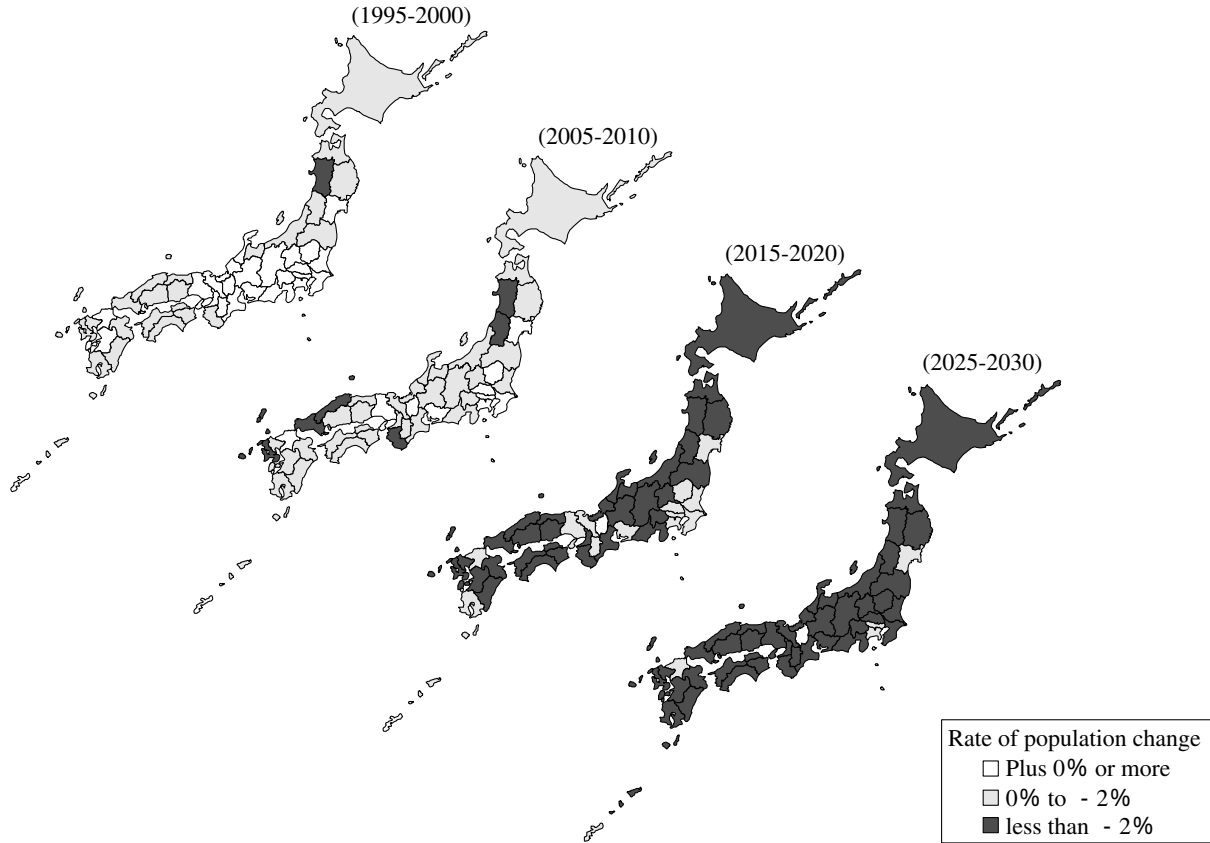 (1995-2000)
(2005-2010)
(2015-2020)
(2025-2030)
Rate of population change
Plus 0% or more
0% to - 2%
less than - 2%